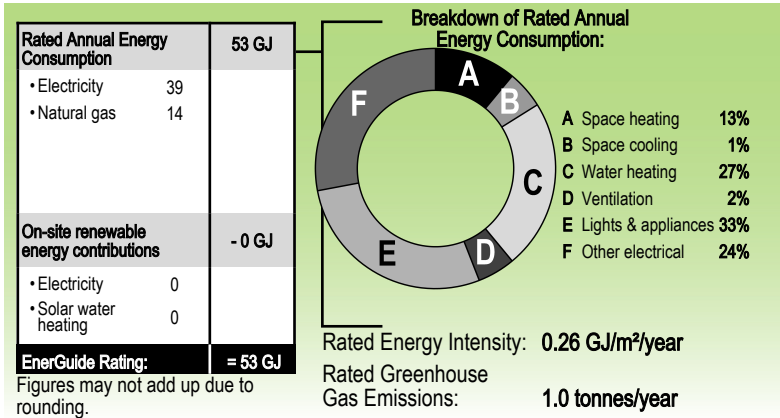 Rated Annual Energy
Consumption
53 GJ
• Electricity 39
• Natural gas 14
On-site renewable
energy contributions
- 0 GJ
• Electricity 0
• Solar water
heating
0
EnerGuide Rating: = 53 GJ
Figures may not add up due to
rounding.
Breakdown of Rated Annual
Energy Consumption:
A
B
C
D
E
F
A Space heating 13%
B Space cooling 1%
C Water heating 27%
D Ventilation 2%
E Lights & appliances 33%
F Other electrical 24%
Rated Energy Intensity: 0.26 GJ/m²/year
Rated Greenhouse
Gas Emissions: 1.0 tonnes/year